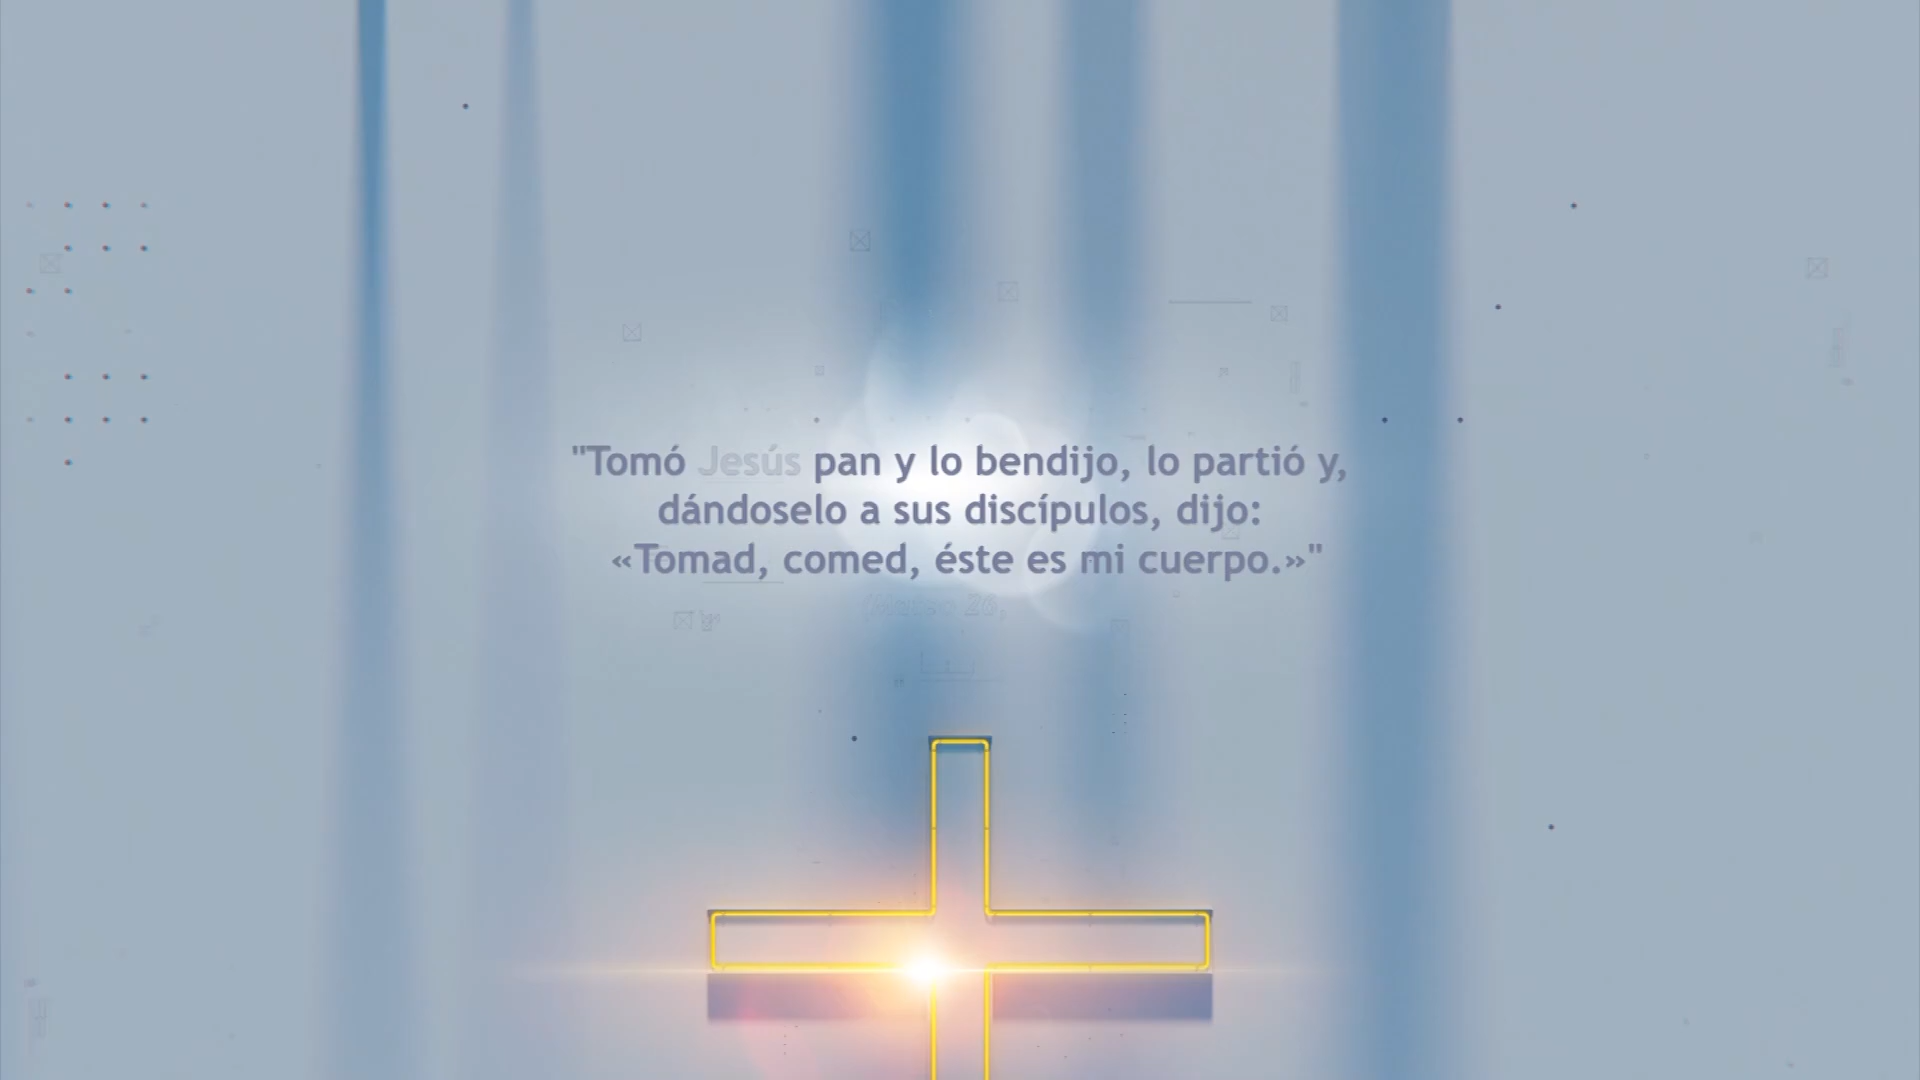 "Tomó Jesús pan y lo bendijo, lo partió y,
dándoselo a sus discípulos, dijo:
«Tomad, comed, éste es mi cuerpo.»"